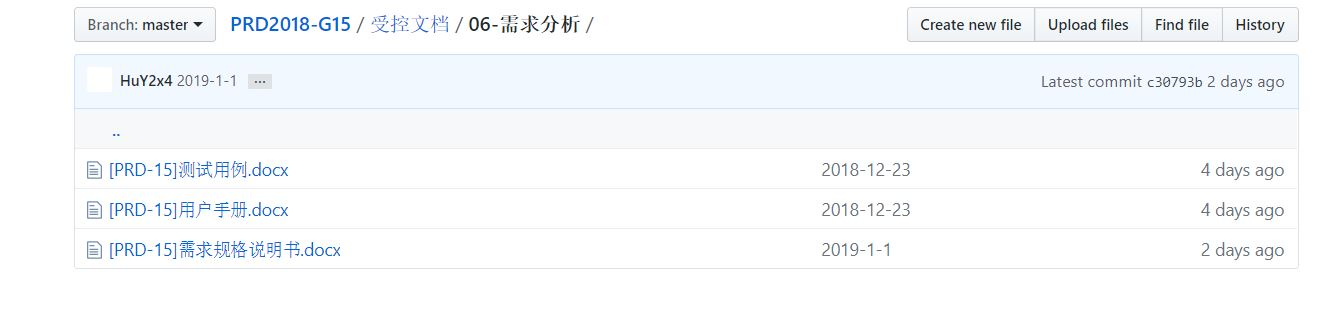 Branch: master PRD2018-G15 / 受控文档 / 06-需求分析 / Create new file Upload files Find file History
HuY2x4 2019-1-1 ... Latest commit c30793b 2 days ago
..
[PRD-15]测试用例.docx 2018-12-23 4 days ago
[PRD-15]用户手册.docx 2018-12-23 4 days ago
[PRD-15]需求规格说明书.docx 2019-1-1 2 days ago